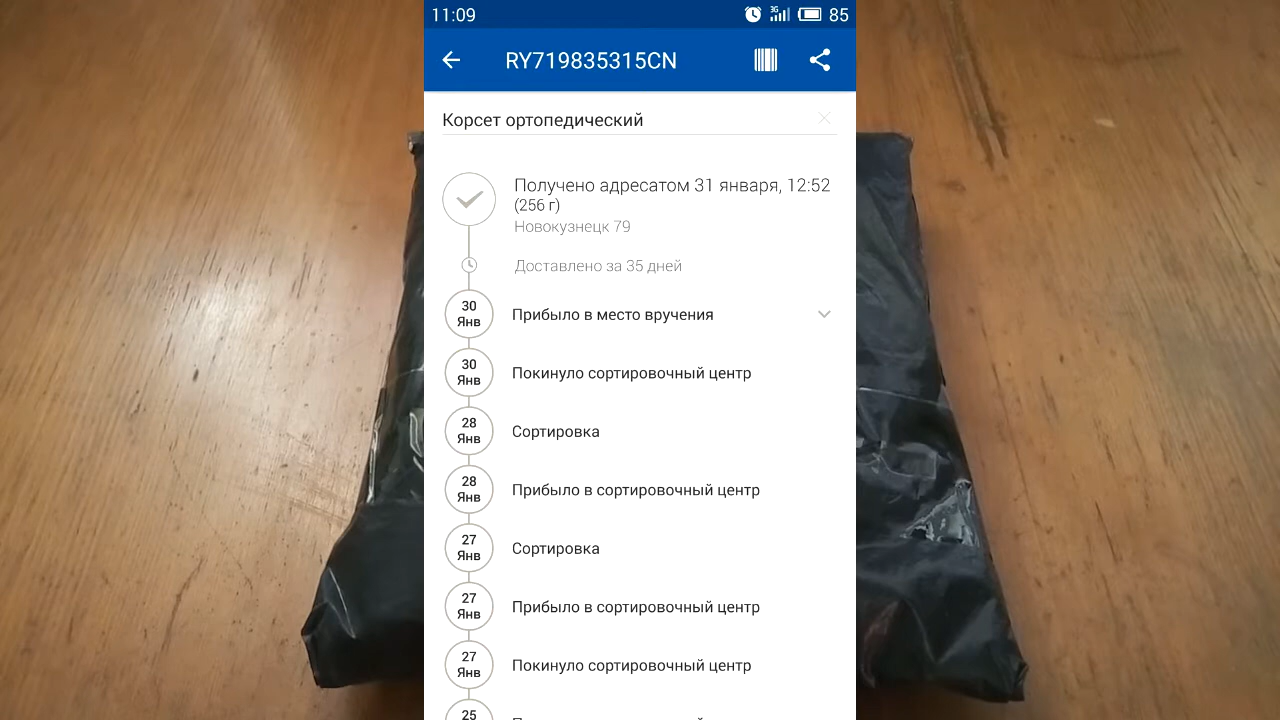 11:09
3G
85
RY719835315CN
Корсет ортопедический
Получено адресатом 31 января, 12:52
(256 г)
Новокузнецк 79
Доставлено за 35 дней
30
Янв
Прибыло в место вручения
30
Янв
Покинуло сортировочный центр
28
Янв
Сортировка
28
Янв
Прибыло в сортировочный центр
27
Янв
Сортировка
27
Янв
Прибыло в сортировочный центр
27
Янв
Покинуло сортировочный центр
25